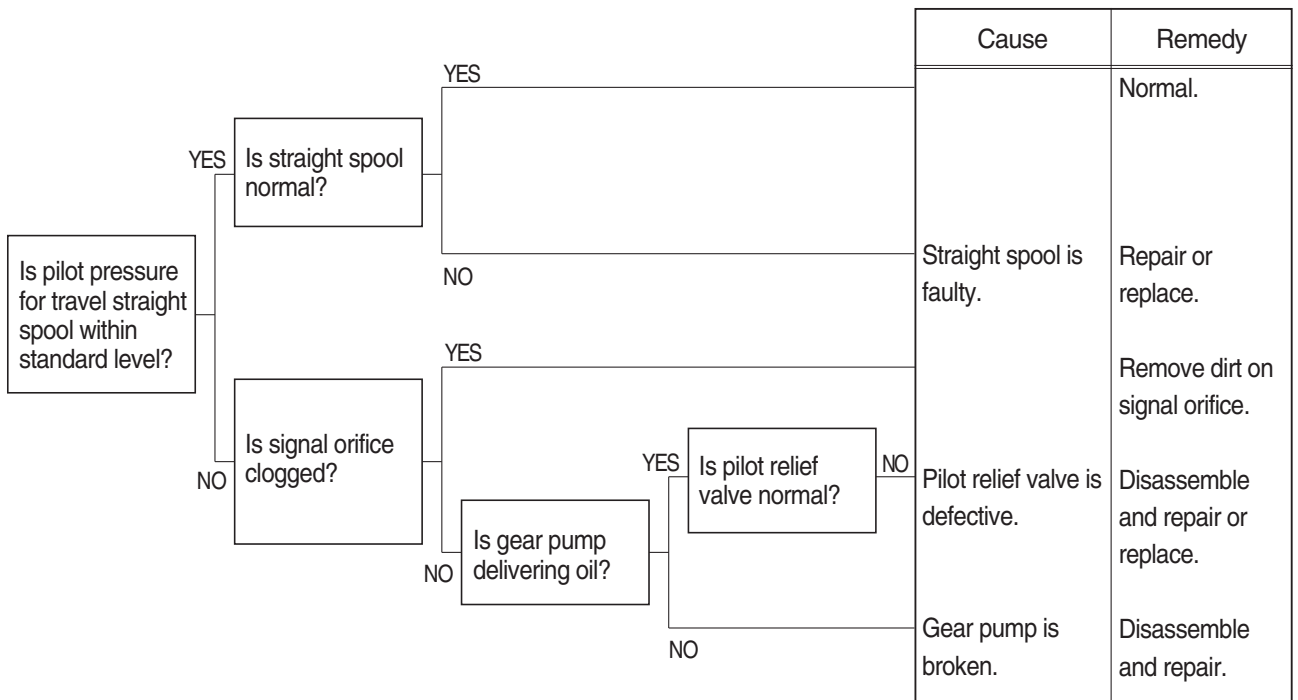 Cause
Remedy
YES
Normal.
YES
Is straight spool
normal?
NO
Straight spool is
faulty.
Repair or
replace.
Is pilot pressure
for travel straight
spool within
standard level?
YES
Remove dirt on
signal orifice.
NO
Is signal orifice
clogged?
YES
Is pilot relief
valve normal?
NO
Pilot relief valve is
defective.
Disassemble
and repair or
replace.
NO
Is gear pump
delivering oil?
NO
Gear pump is
broken.
Disassemble
and repair.